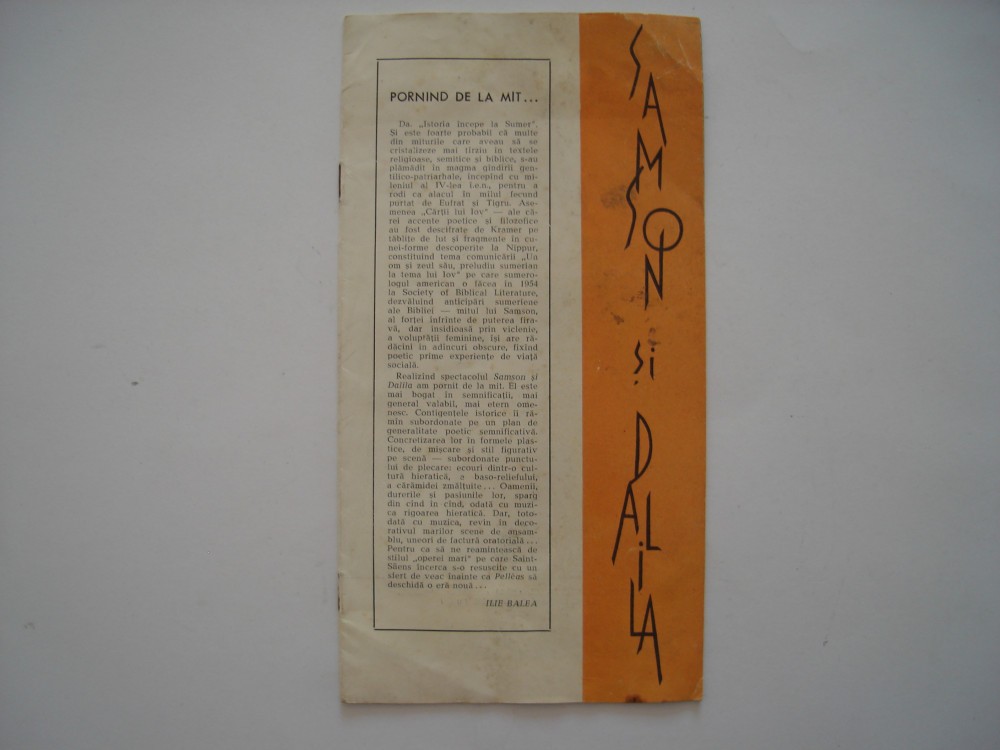 PORNIND DE LA MIT...
Da. „Istoria începe la Sumer".
Și este foarte probabil că multe
din miturile care aveau să se
cristalizeze mai tîrziu în textele
religioase, semitice și biblice, s-au
plămădit în magma gîndirii gen-
tilico-patriarhale, începînd cu mi-
leniul al IV-lea î.e.n., pentru a
rodi ca alacul în mîlul fecund
purtat de Eufrat și Tigru. Ase-
menea „Cărții lui Iov" — ale că-
rei accente poetice și filozofice
au fost descifrate de Kramer pe
tăblițe de lut și fragmente în cu-
nei-forme descoperite la Nippur,
constituind tema comunicării „Un
om și zeul său, preludiu sumerian
la tema lui Iov" pe care sumero-
logul american o făcea în 1954
la Society of Biblical Literature,
dezvăluind anticipări sumeriene
ale Bibliei — mitul lui Samson,
al forței înfrînte de puterea fira-
vă, dar insidioasă prin viclenie,
a voluptății feminine, își are ră-
dăcini în adîncuri obscure, fixînd
poetic prime experiențe de viață
socială.
Realizînd spectacolul Samson și
Dalila am pornit de la mit. El este
mai bogat în semnificații, mai
general valabil, mai etern ome-
nesc. Contigențele istorice îi ră-
mîn subordonate pe un plan de
generalitate poetic semnificativă.
Concretizarea lor în formele plas-
tice, de mișcare și stil figurativ
pe scenă — subordonate punctu-
lui de plecare: ecouri dintr-o cul-
tură hieratică, a baso-reliefului,
a cărămidei zmălțuite... Oamenii,
durerile și pasiunile lor, sparg
din cînd în cînd, odată cu muzi-
ca rigoarea hieratică. Dar, toto-
dată cu muzica, revin în deco-
rativul marilor scene de ansam-
blu, uneori de factură oratorială...
Pentru ca să ne reamintească de
stilul „operei mari" pe care Saint-
Säens încerca s-o resuscite cu un
sfert de veac înainte ca Pelléas să
deschidă o eră nouă...
ILIE BALEA
SAMSON
și
DALILA